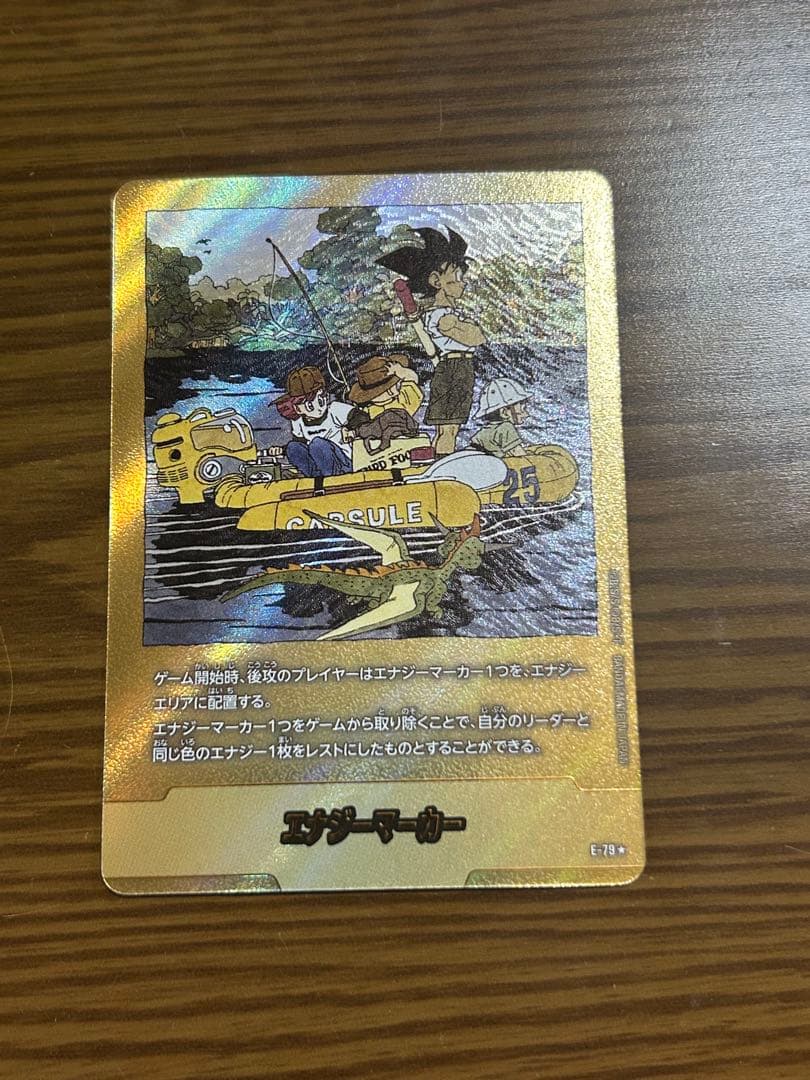 CAPSULE
25
ゲーム開始時、後攻のプレイヤーはエナジーマーカー1つを、エナジー
エリアに配置する。
エナジーマーカー1つをゲームから取り除くことで、自分のリーダーと
同じ色のエナジー1枚をレストにしたものとすることができる。
エナジーマーカー
E-79★